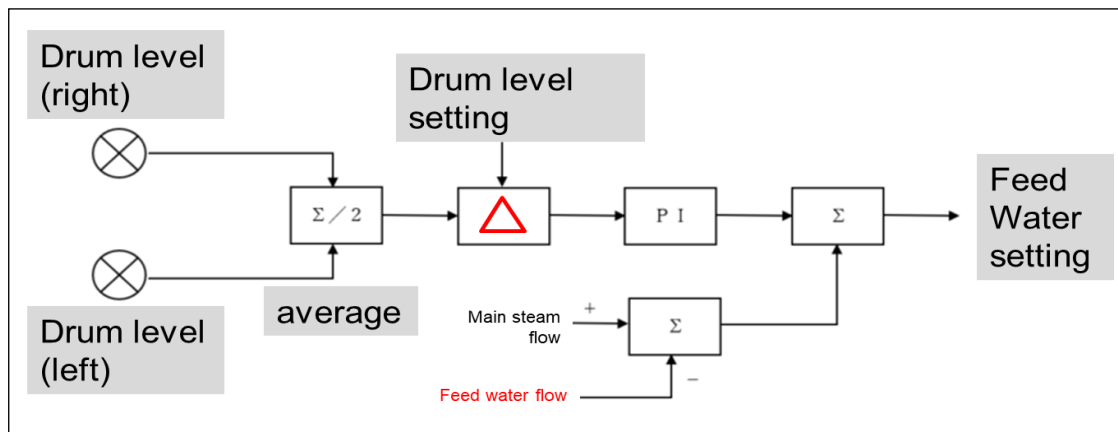 Drum level
(right)
Drum level
setting
Σ／2
P I
Σ
Feed
Water
setting
Drum level
(left)
average
Main steam
flow
+
Σ
Feed water flow
−